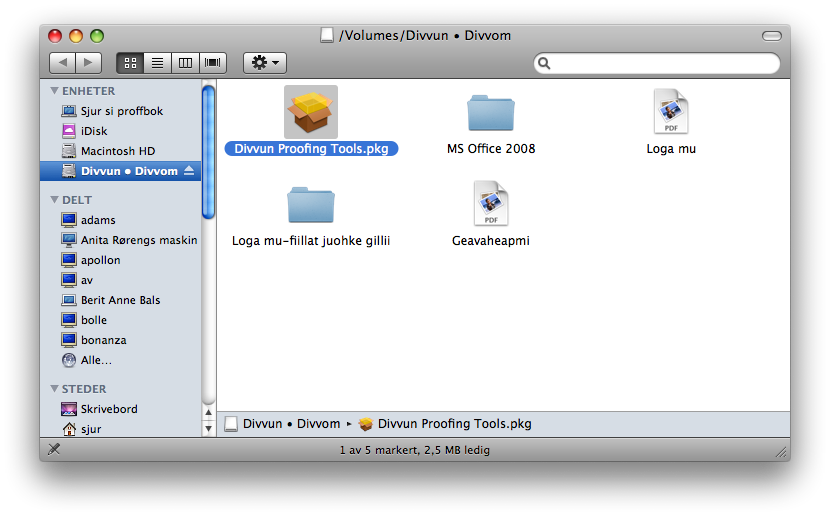 /Volumes/Divvun • Divvom
ENHETER
Sjur si proffbok
iDisk
Macintosh HD
Divvun • Divvom
DELT
adams
Anita Rørengs maskin
apollon
av
Berit Anne Bals
bolle
bonanza
Alle...
STEDER
Skrivebord
sjur
Divvun Proofing Tools.pkg
MS Office 2008
PDF
Loga mu
Loga mu-fiillat juohke gillii
PDF
Geavaheapmi
Divvun • Divvom ▸ Divvun Proofing Tools.pkg
1 av 5 markert, 2,5 MB ledig